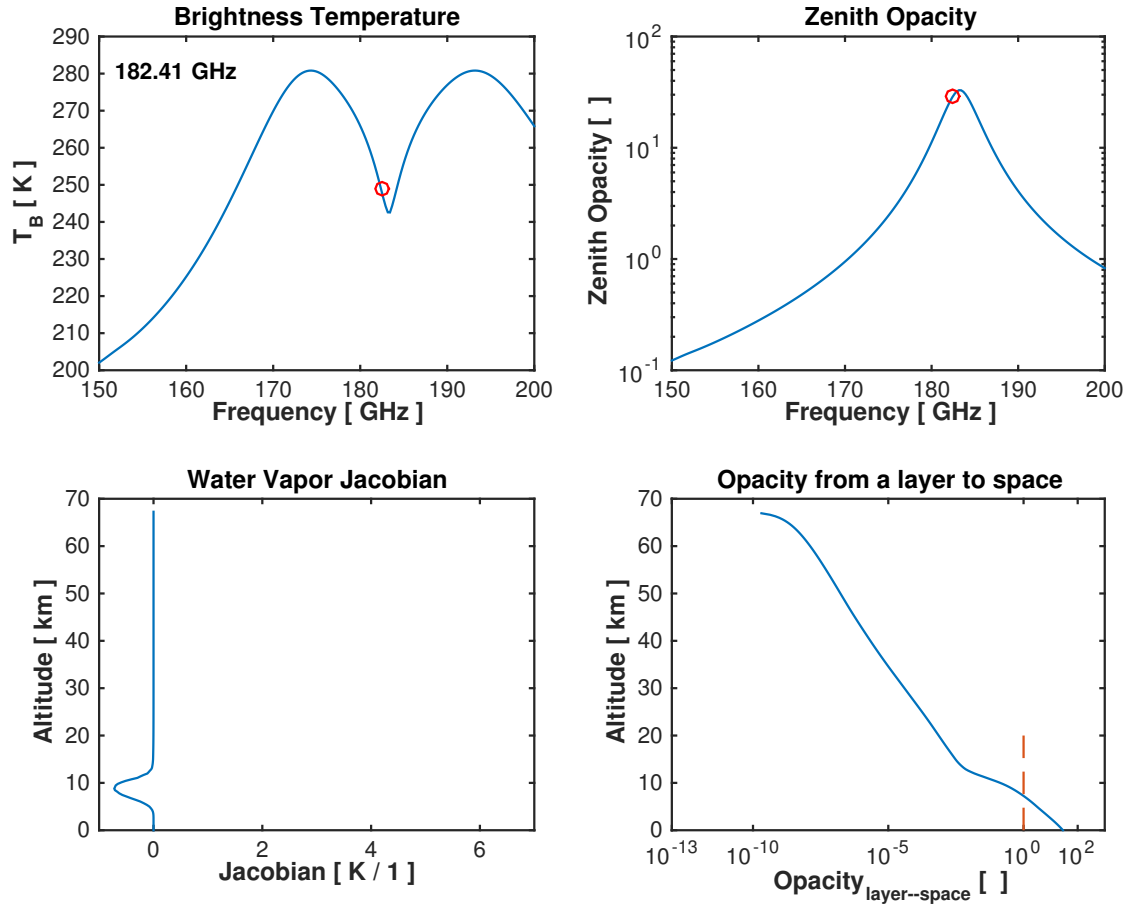 Brightness Temperature
182.41 GHz
T_B [ K ]
290
280
270
260
250
240
230
220
210
200
150 160 170 180 190 200
Frequency [ GHz ]
Zenith Opacity
Zenith Opacity [ ]
10^2
10^1
10^0
10^-1
150 160 170 180 190 200
Frequency [ GHz ]
Water Vapor Jacobian
Altitude [ km ]
70
60
50
40
30
20
10
0
0 2 4 6
Jacobian [ K / 1 ]
Opacity from a layer to space
Altitude [ km ]
70
60
50
40
30
20
10
0
10^-13 10^-10 10^-5 10^0 10^2
Opacity_layer--space [ ]